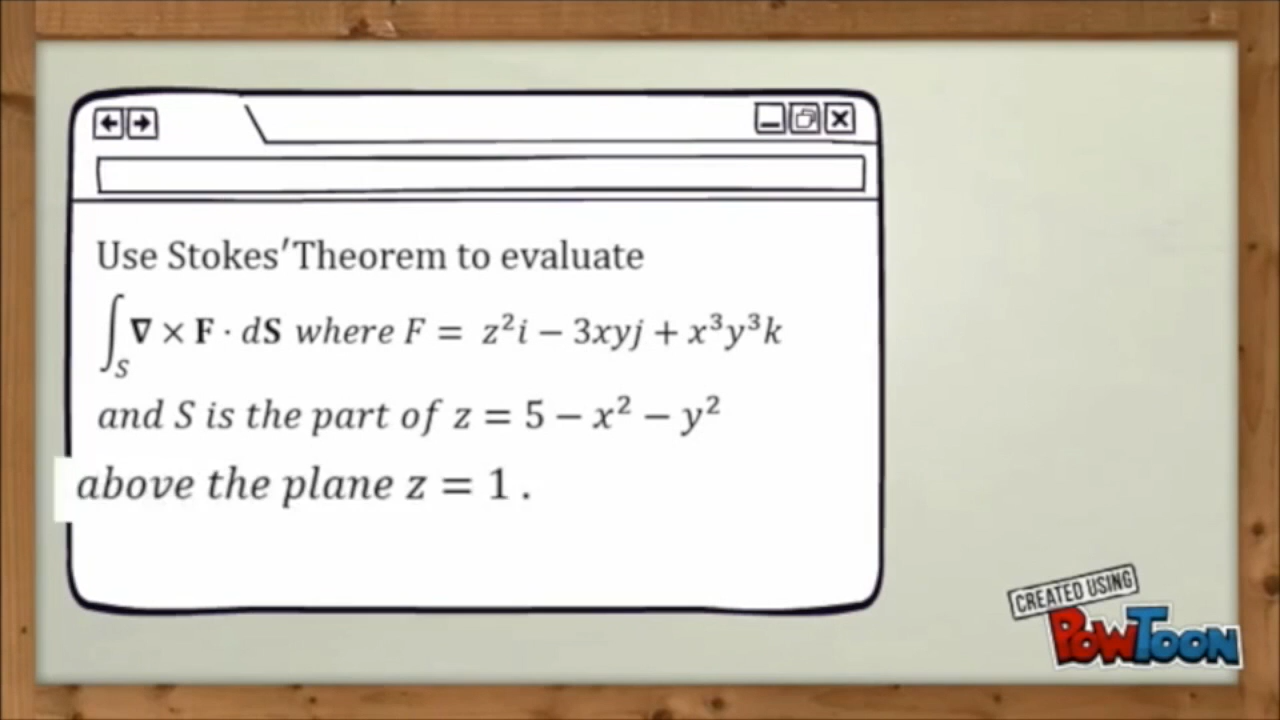 Use Stokes′Theorem to evaluate
∫_S ∇ × F · dS where F = z²i − 3xyj + x³y³k
and S is the part of z = 5 − x² − y²
above the plane z = 1 .
CREATED USING
POWTOON